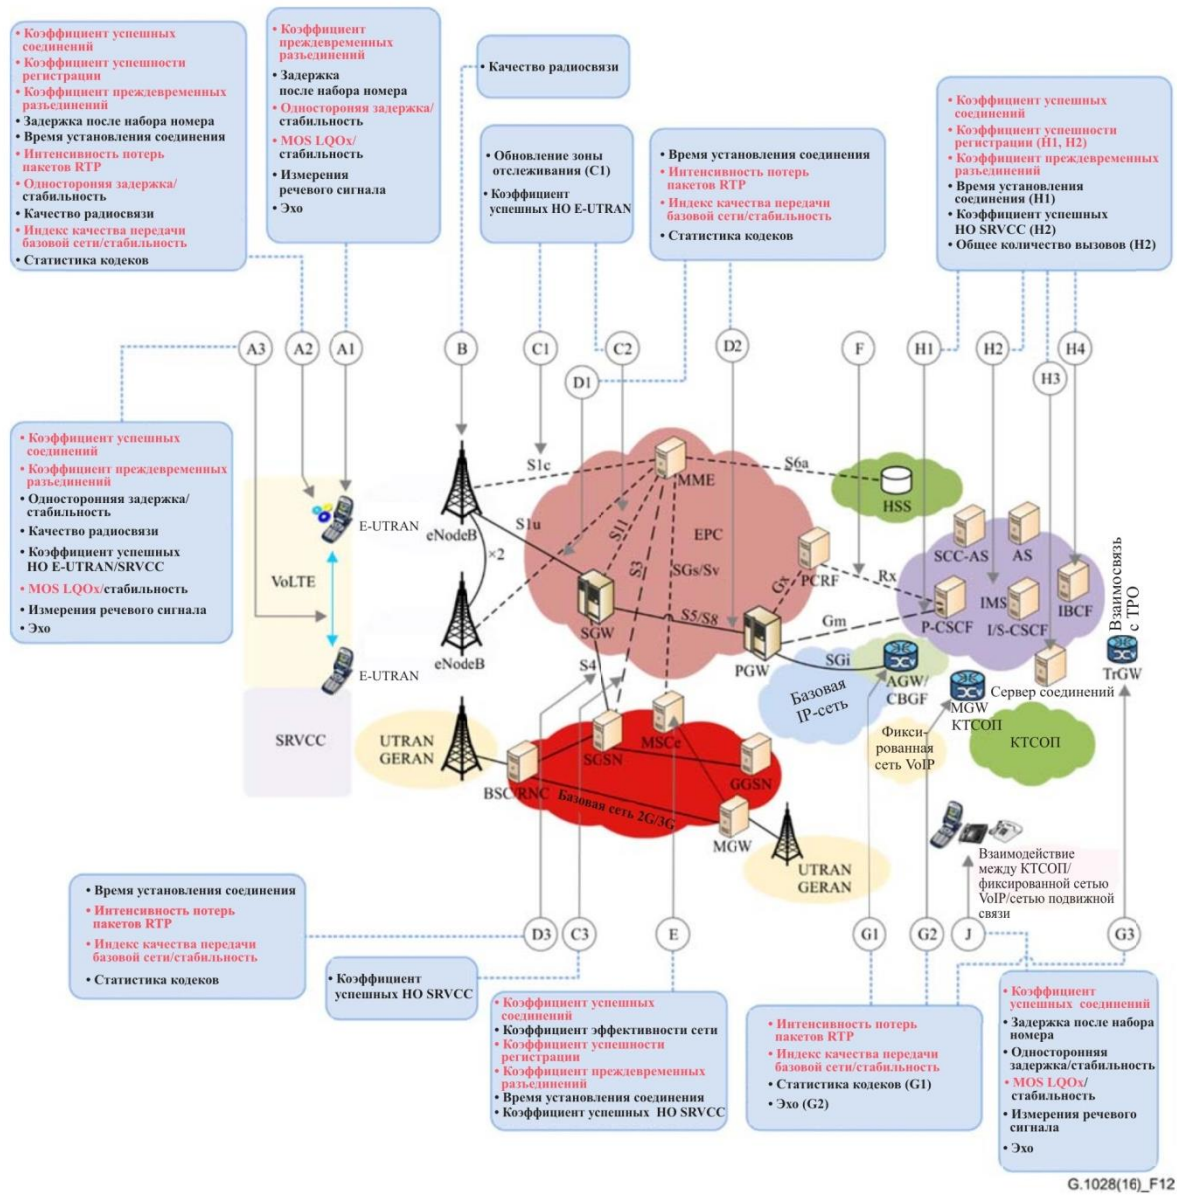 • Коэффициент успешных
соединений
• Коэффициент успешности
регистрации
• Коэффициент преждевременных
разъединений
• Задержка после набора номера
• Время установления соединения
• Интенсивность потерь
пакетов RTP
• Одностороняя задержка/
стабильность
• Качество радиосвязи
• Индекс качества передачи
базовой сети/стабильность
• Статистика кодеков
• Коэффициент
преждевременных
разъединений
• Задержка
после набора номера
• Одностороняя задержка/
стабильность
• MOS LQOx/
стабильность
• Измерения
речевого сигнала
• Эхо
• Качество радиосвязи
• Обновление зоны
отслеживания (C1)
• Коэффициент
успешных НО E-UTRAN
• Время установления соединения
• Интенсивность потерь
пакетов RTP
• Индекс качества передачи
базовой сети/стабильность
• Статистика кодеков
• Коэффициент успешных
соединений
• Коэффициент успешности
регистрации (H1, H2)
• Коэффициент преждевременных
разъединений
• Время установления
соединения (H1)
• Коэффициент успешных
НО SRVCC (H2)
• Общее количество вызовов (H2)
A3
A2
A1
B
C1
C2
D1
D2
F
H1
H2
H3
H4
• Коэффициент успешных
соединений
• Коэффициент преждевременных
разъединений
• Односторонняя задержка/
стабильность
• Качество радиосвязи
• Коэффициент успешных
НО E-UTRAN/SRVCC
• MOS LQOx/стабильность
• Измерения речевого сигнала
• Эхо
E-UTRAN
VoLTE
E-UTRAN
SRVCC
eNodeB
×2
eNodeB
S1c
S1u
MME
S6a
HSS
S11
S3
EPC
SGs/Sv
SGW
S5/S8
PCRF
Gx
Rx
Gm
PGW
SGi
S4
SCC-AS
AS
IMS
P-CSCF
I/S-CSCF
IBCF
Взаимосвязь
с ТРО
TrGW
Сервер соединений
AGW/
CBGF
MGW
КТСОП
КТСОП
Базовая
IP-сеть
Фикси-
рованная
сеть VoIP
UTRAN
GERAN
BSC/RNC
SGSN
MSCe
GGSN
Базовая сеть 2G/3G
MGW
UTRAN
GERAN
Взаимодействие
между КТСОП/
фиксированной сетью
VoIP/сетью подвижной
связи
D3
C3
E
G1
G2
J
G3
• Время установления соединения
• Интенсивность потерь
пакетов RTP
• Индекс качества передачи
базовой сети/стабильность
• Статистика кодеков
• Коэффициент
успешных НО SRVCC
• Коэффициент успешных
соединений
• Коэффициент эффективности сети
• Коэффициент успешности
регистрации
• Коэффициент преждевременных
разъединений
• Время установления соединения
• Коэффициент успешных НО SRVCC
• Интенсивность потерь
пакетов RTP
• Индекс качества передачи
базовой сети/стабильность
• Статистика кодеков (G1)
• Эхо (G2)
• Коэффициент
успешных соединений
• Задержка после набора
номера
• Односторонняя
задержка/стабильность
• MOS LQOx/
стабильность
• Измерения речевого
сигнала
• Эхо
G.1028(16)_F12